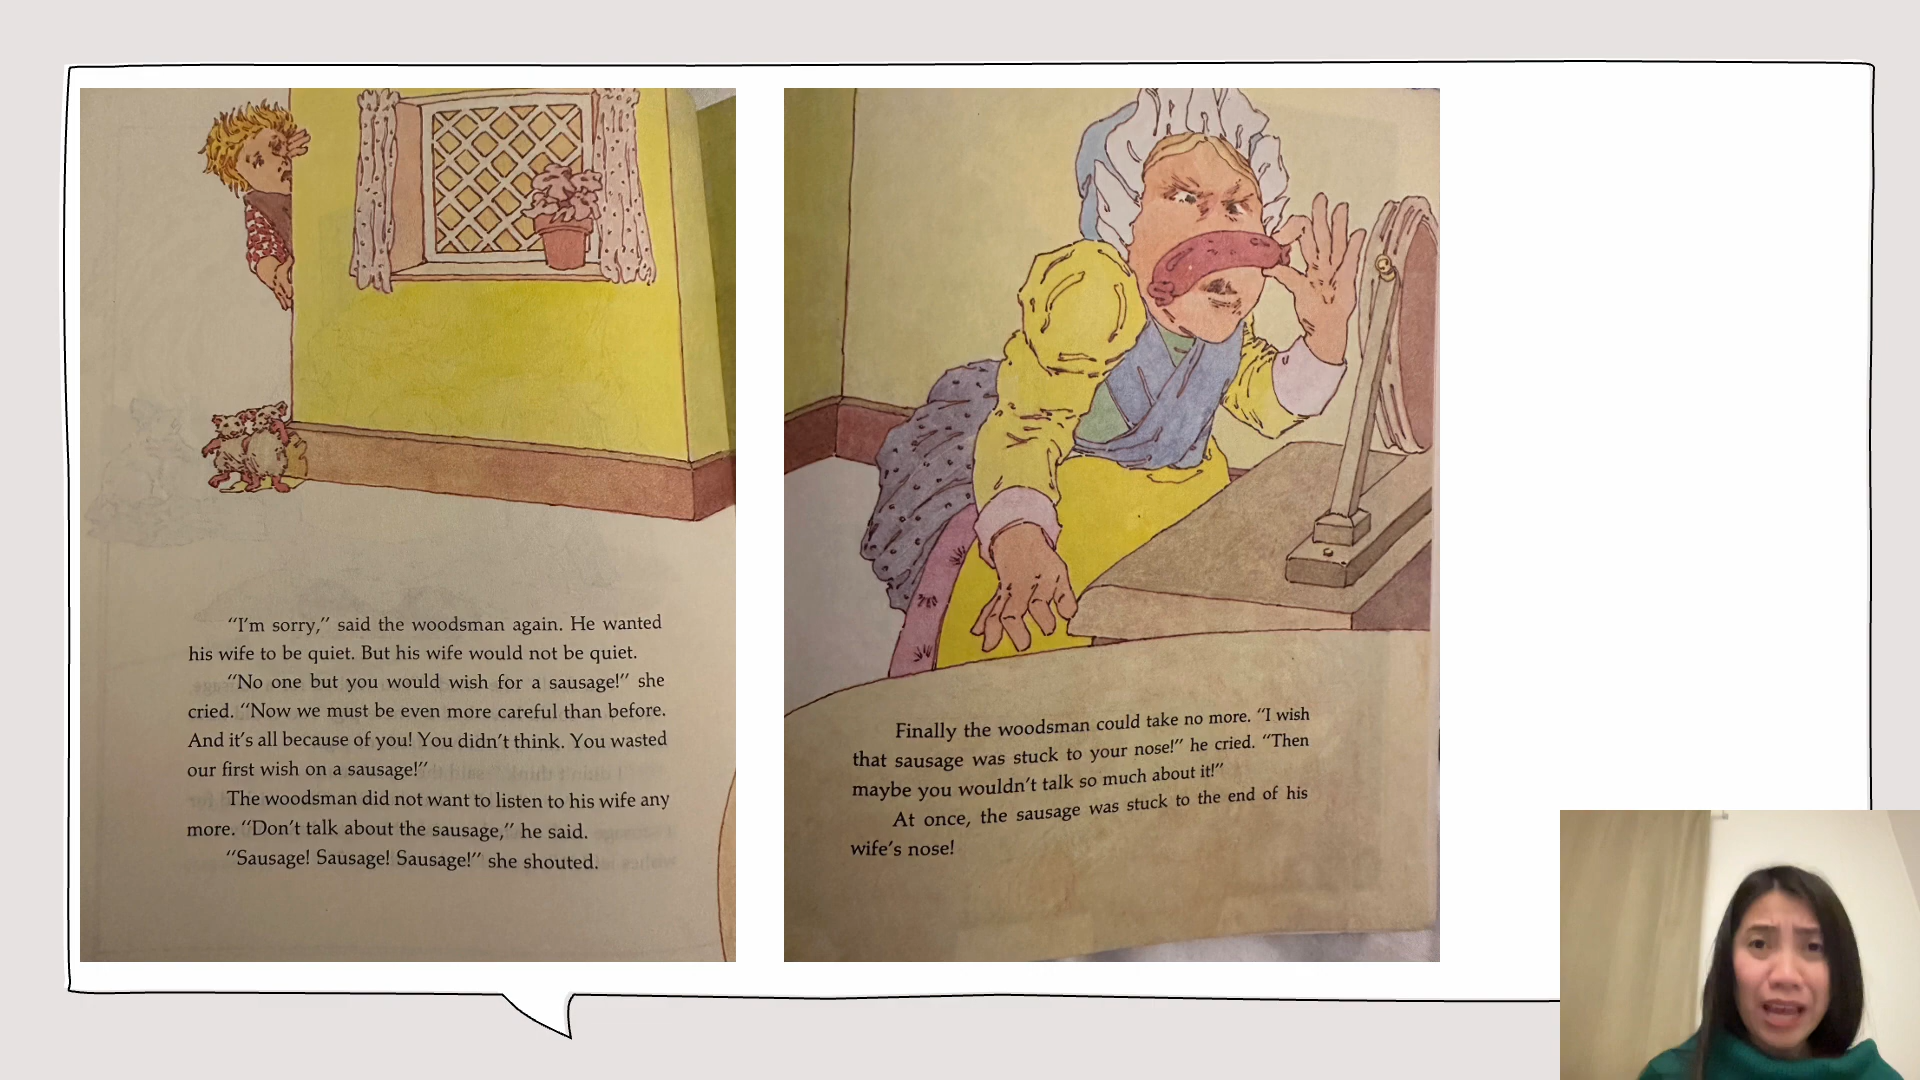 “I’m sorry,” said the woodsman again. He wanted
his wife to be quiet. But his wife would not be quiet.
“No one but you would wish for a sausage!” she
cried. “Now we must be even more careful than before.
And it’s all because of you! You didn’t think. You wasted
our first wish on a sausage!”
The woodsman did not want to listen to his wife any
more. “Don’t talk about the sausage,” he said.
“Sausage! Sausage! Sausage!” she shouted.
Finally the woodsman could take no more. “I wish
that sausage was stuck to your nose!” he cried. “Then
maybe you wouldn’t talk so much about it!”
At once, the sausage was stuck to the end of his
wife’s nose!